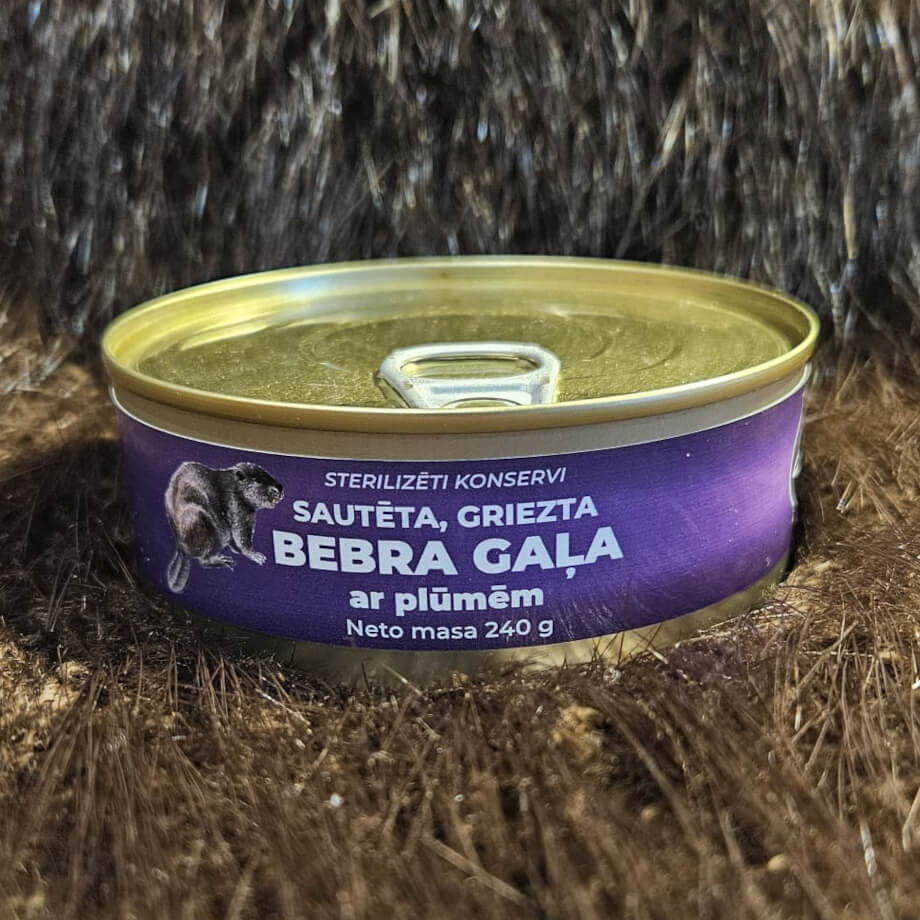 STERILIZĒTI KONSERVI
SAUTĒTA, GRIEZTA
BEBRA GAĻA
ar plūmēm
Neto masa 240 g